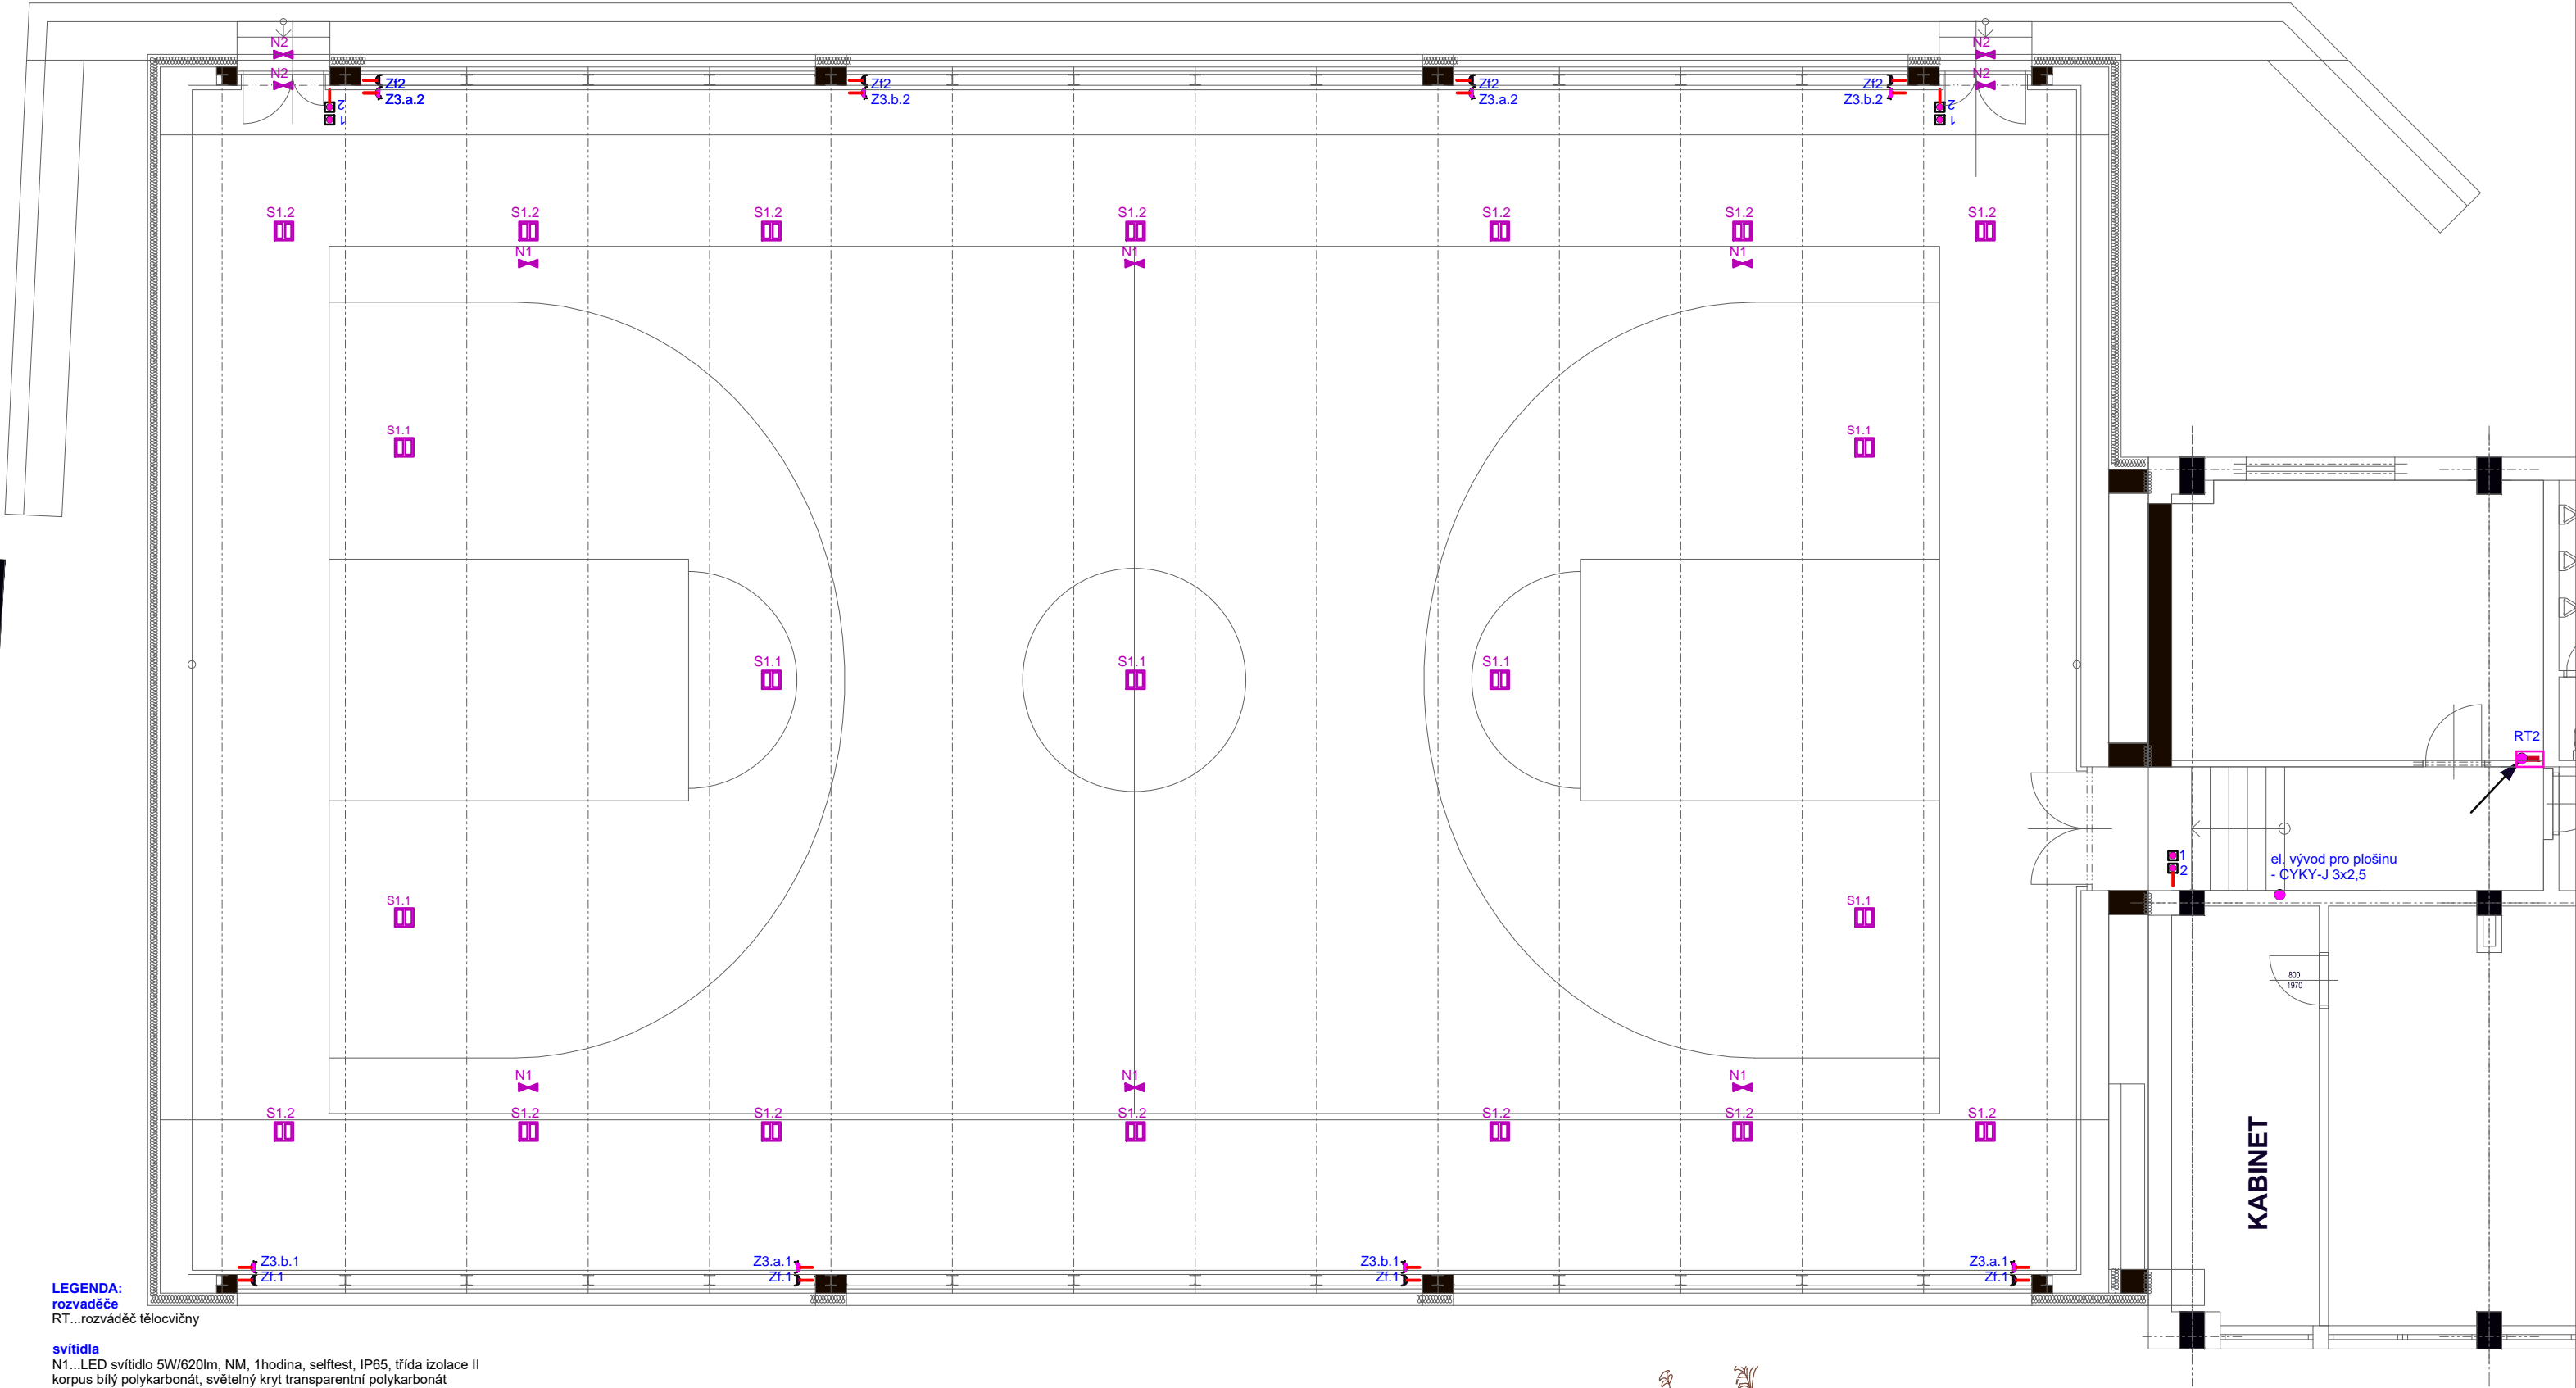 N2
N2
N2
N2
Zf2
Z3.a.2
Zf2
Z3.b.2
Zf2
Z3.a.2
Zf2
Z3.b.2
2
1
2
1
S1.2
S1.2
S1.2
S1.2
S1.2
S1.2
S1.2
N1
N1
N1
S1.1
S1.1
S1.1
S1.1
S1.1
RT2
1
2
el. vývod pro plošinu
- CYKY-J 3x2,5
S1.1
S1.1
800
1970
N1
N1
N1
S1.2
S1.2
S1.2
S1.2
S1.2
S1.2
S1.2
KABINET
Z3.b.1
Zf.1
Z3.a.1
Zf.1
Z3.b.1
Zf.1
Z3.a.1
Zf.1
LEGENDA:
rozvaděče
RT...rozváděč tělocvičny
svítidla
N1...LED svítidlo 5W/620lm, NM, 1hodina, selftest, IP65, třída izolace II
korpus bílý polykarbonát, světelný kryt transparentní polykarbonát